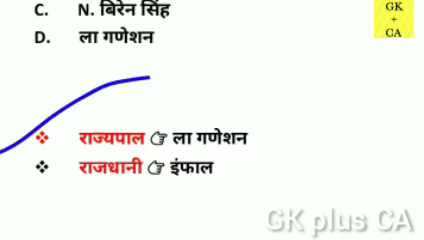 C. N. बिरेन सिंह
D. ला गणेशन
GK
+
CA
❖ राज्यपाल 👉 ला गणेशन
❖ राजधानी 👉 इंफाल
GK plus CA